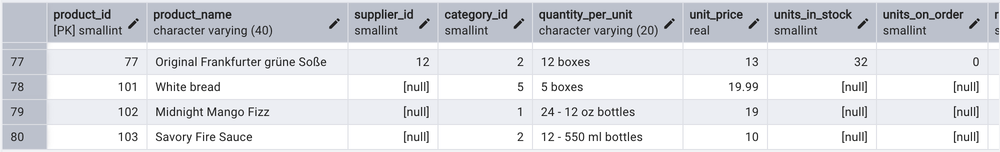 product_id product_name supplier_id category_id quantity_per_unit unit_price units_in_stock units_on_order
[PK] smallint character varying (40) smallint smallint character varying (20) real smallint smallint
77 77 Original Frankfurter grüne Soße 12 2 12 boxes 13 32 0
78 101 White bread [null] 5 5 boxes 19.99 [null] [null]
79 102 Midnight Mango Fizz [null] 1 24 - 12 oz bottles 19 [null] [null]
80 103 Savory Fire Sauce [null] 2 12 - 550 ml bottles 10 [null] [null]